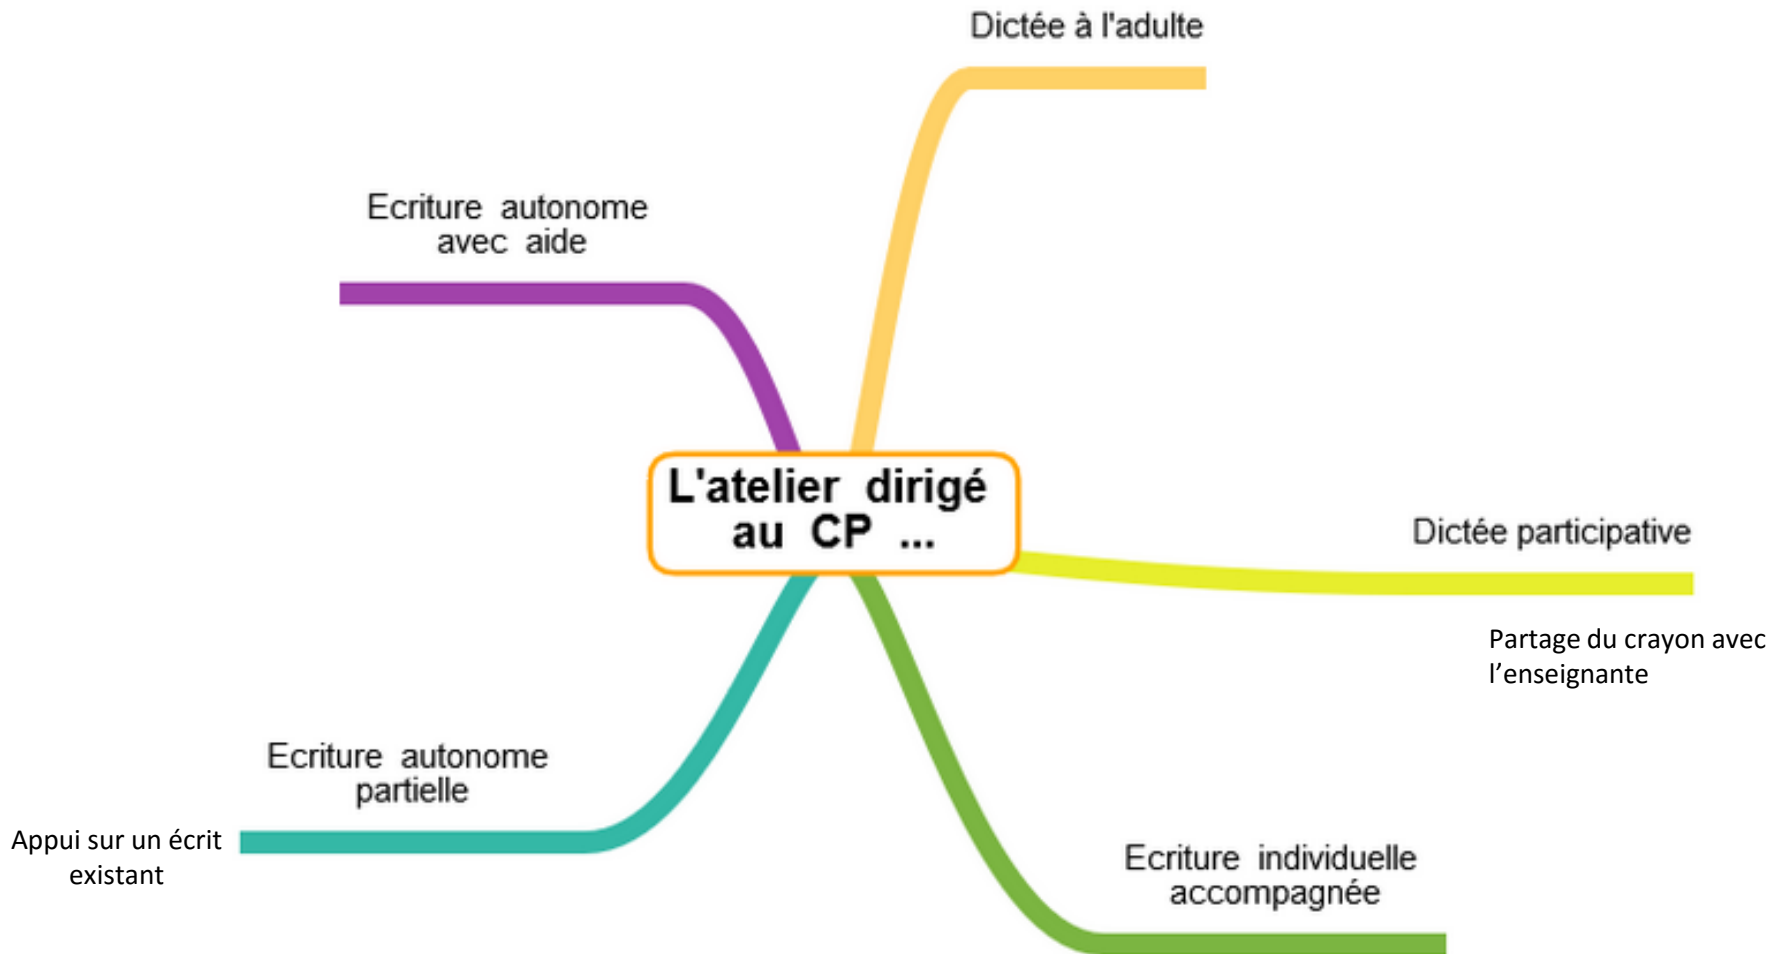 Dictée à l'adulte
Ecriture autonome
avec aide
L'atelier dirigé
au CP ...
Dictée participative
Partage du crayon avec
l’enseignante
Ecriture autonome
partielle
Appui sur un écrit
existant
Ecriture individuelle
accompagnée